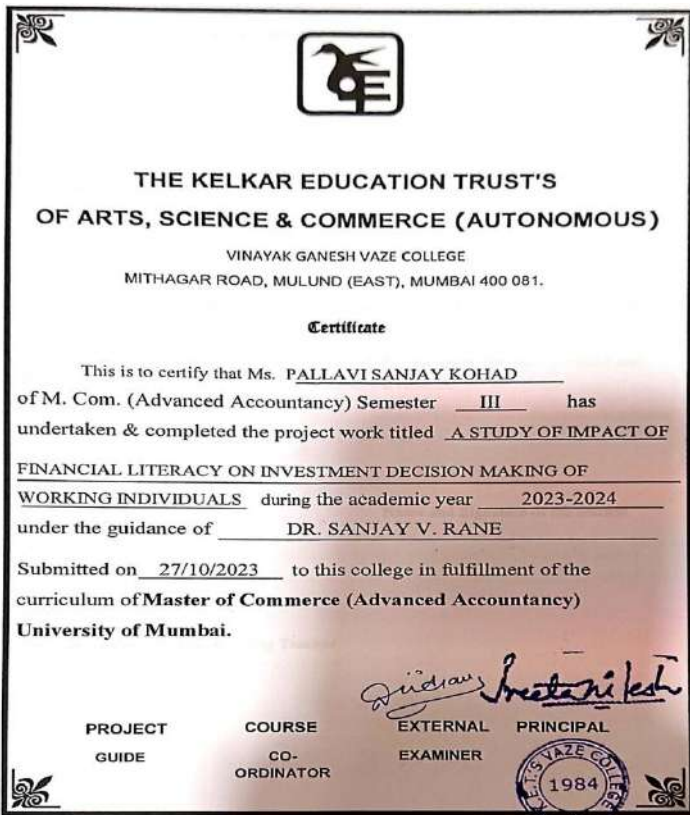 THE KELKAR EDUCATION TRUST'S
OF ARTS, SCIENCE & COMMERCE (AUTONOMOUS)
VINAYAK GANESH VAZE COLLEGE
MITHAGAR ROAD, MULUND (EAST), MUMBAI 400 081.
Certificate
This is to certify that Ms. PALLAVI SANJAY KOHAD
of M. Com. (Advanced Accountancy) Semester III has
undertaken & completed the project work titled A STUDY OF IMPACT OF
FINANCIAL LITERACY ON INVESTMENT DECISION MAKING OF
WORKING INDIVIDUALS during the academic year 2023-2024
under the guidance of DR. SANJAY V. RANE
Submitted on 27/10/2023 to this college in fulfillment of the
curriculum of Master of Commerce (Advanced Accountancy)
University of Mumbai.
PROJECT COURSE EXTERNAL PRINCIPAL
GUIDE CO- EXAMINER
ORDINATOR
K.E.T.'S VAZE COLLEGE
1984